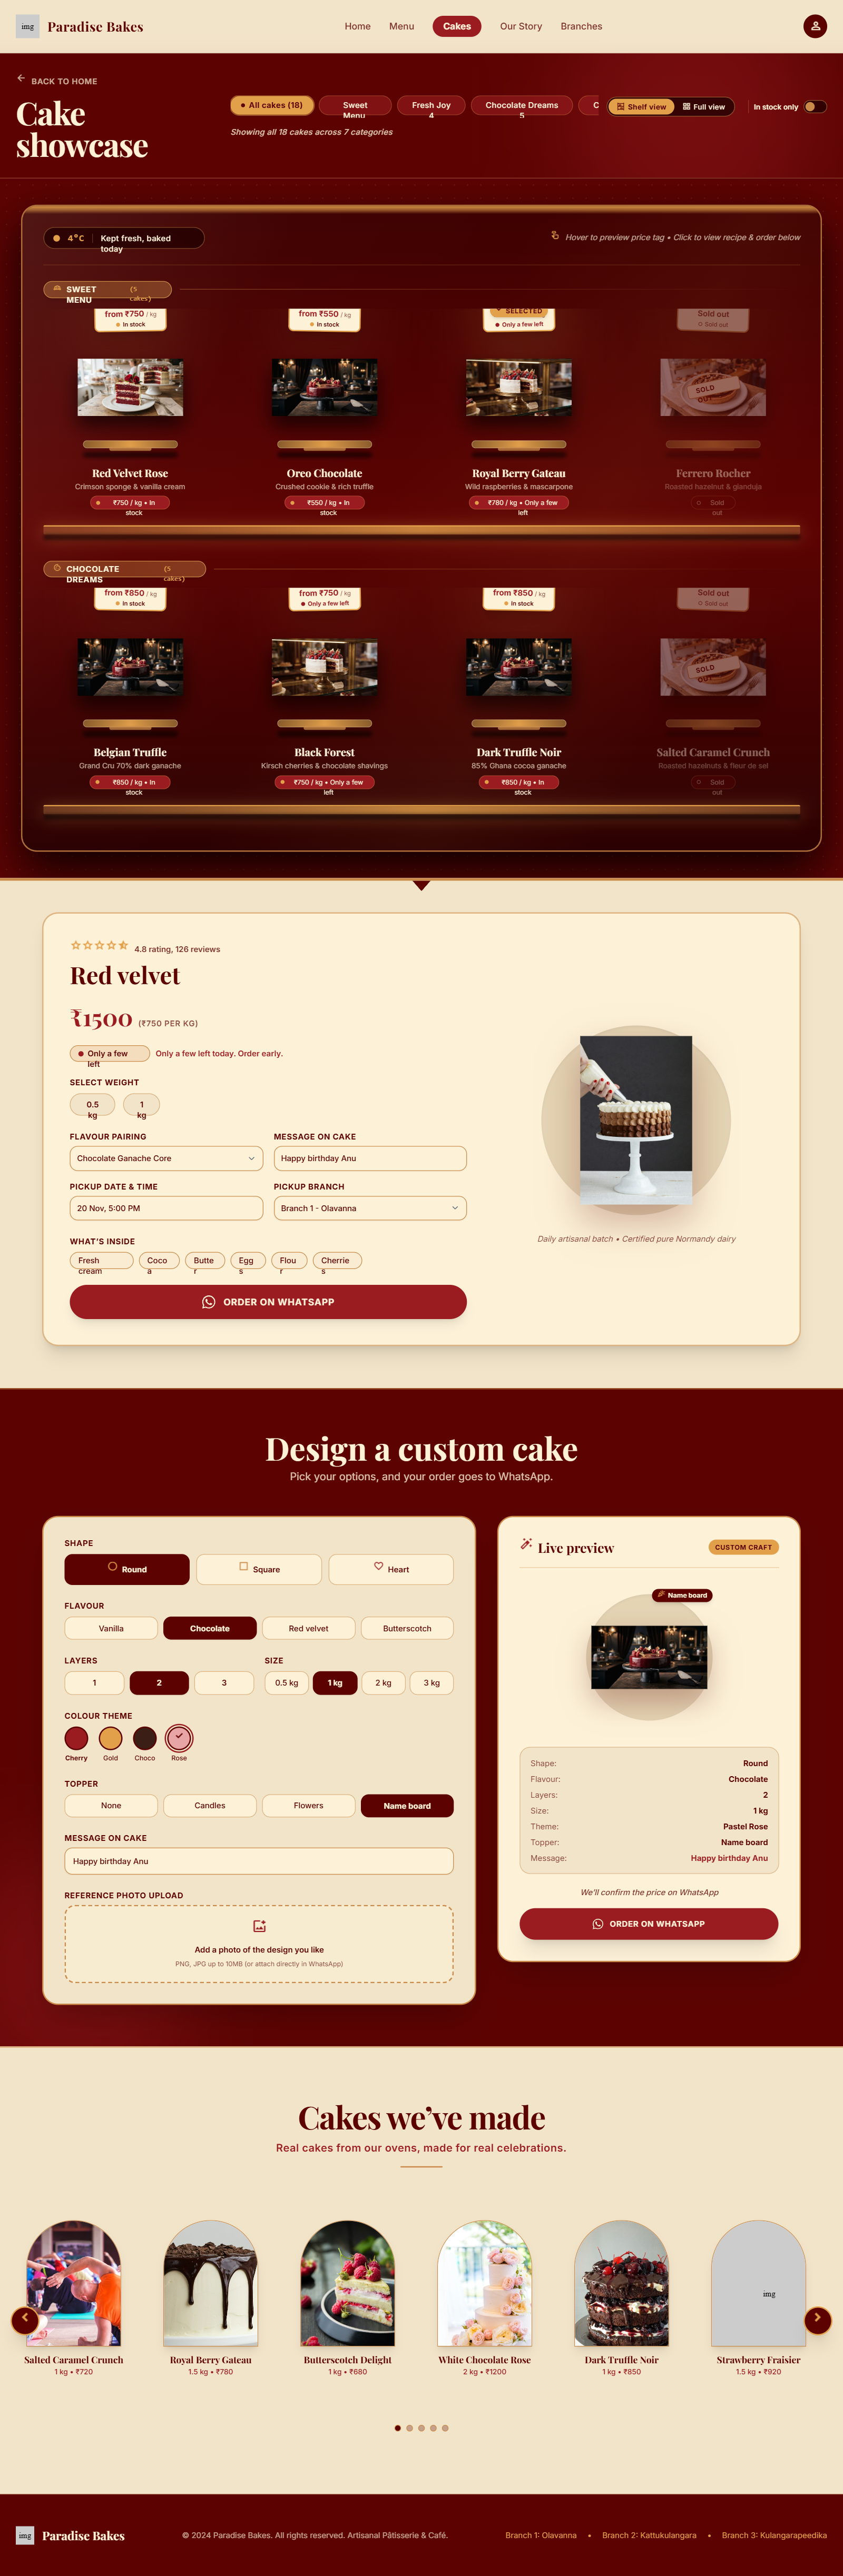 img
Paradise Bakes
Home
Menu
Cakes
Our Story
Branches
BACK TO HOME
Cake
showcase
All cakes (18)
Sweet
Menu
Fresh Joy
4
Chocolate Dreams
5
C
Shelf view
Full view
In stock only
Showing all 18 cakes across 7 categories
4°C
Kept fresh, baked
today
Hover to preview price tag • Click to view recipe & order below
SWEET
MENU
(5
cakes)
from ₹750 / kg
In stock
from ₹550 / kg
In stock
SELECTED
Only a few left
Sold out
Sold out
SOLD
OUT
Red Velvet Rose
Crimson sponge & vanilla cream
₹750 / kg • In
stock
Oreo Chocolate
Crushed cookie & rich truffle
₹550 / kg • In
stock
Royal Berry Gateau
Wild raspberries & mascarpone
₹780 / kg • Only a few
left
Ferrero Rocher
Roasted hazelnut & gianduja
Sold
out
CHOCOLATE
DREAMS
(5
cakes)
from ₹850 / kg
In stock
from ₹750 / kg
Only a few left
from ₹850 / kg
In stock
Sold out
Sold out
SOLD
OUT
Belgian Truffle
Grand Cru 70% dark ganache
₹850 / kg • In
stock
Black Forest
Kirsch cherries & chocolate shavings
₹750 / kg • Only a few
left
Dark Truffle Noir
85% Ghana cocoa ganache
₹850 / kg • In
stock
Salted Caramel Crunch
Roasted hazelnuts & fleur de sel
Sold
out
4.8 rating, 126 reviews
Red velvet
₹1500 (₹750 PER KG)
Only a few
left
Only a few left today. Order early.
SELECT WEIGHT
0.5
kg
1
kg
FLAVOUR PAIRING
Chocolate Ganache Core
MESSAGE ON CAKE
Happy birthday Anu
PICKUP DATE & TIME
20 Nov, 5:00 PM
PICKUP BRANCH
Branch 1 - Olavanna
WHAT'S INSIDE
Fresh
cream
Coco
a
Butte
r
Egg
s
Flou
r
Cherrie
s
ORDER ON WHATSAPP
Daily artisanal batch • Certified pure Normandy dairy
Design a custom cake
Pick your options, and your order goes to WhatsApp.
SHAPE
Round
Square
Heart
FLAVOUR
Vanilla
Chocolate
Red velvet
Butterscotch
LAYERS
1
2
3
SIZE
0.5 kg
1 kg
2 kg
3 kg
COLOUR THEME
Cherry
Gold
Choco
Rose
TOPPER
None
Candles
Flowers
Name board
MESSAGE ON CAKE
Happy birthday Anu
REFERENCE PHOTO UPLOAD
Add a photo of the design you like
PNG, JPG up to 10MB (or attach directly in WhatsApp)
Live preview
CUSTOM CRAFT
Name board
Shape: Round
Flavour: Chocolate
Layers: 2
Size: 1 kg
Theme: Pastel Rose
Topper: Name board
Message: Happy birthday Anu
We'll confirm the price on WhatsApp
ORDER ON WHATSAPP
Cakes we’ve made
Real cakes from our ovens, made for real celebrations.
Salted Caramel Crunch
1 kg • ₹720
Royal Berry Gateau
1.5 kg • ₹780
Butterscotch Delight
1 kg • ₹680
White Chocolate Rose
2 kg • ₹1200
Dark Truffle Noir
1 kg • ₹850
img
Strawberry Fraisier
1.5 kg • ₹920
img
Paradise Bakes
© 2024 Paradise Bakes. All rights reserved. Artisanal Pâtisserie & Café.
Branch 1: Olavanna • Branch 2: Kattukulangara • Branch 3: Kulangarapeedika